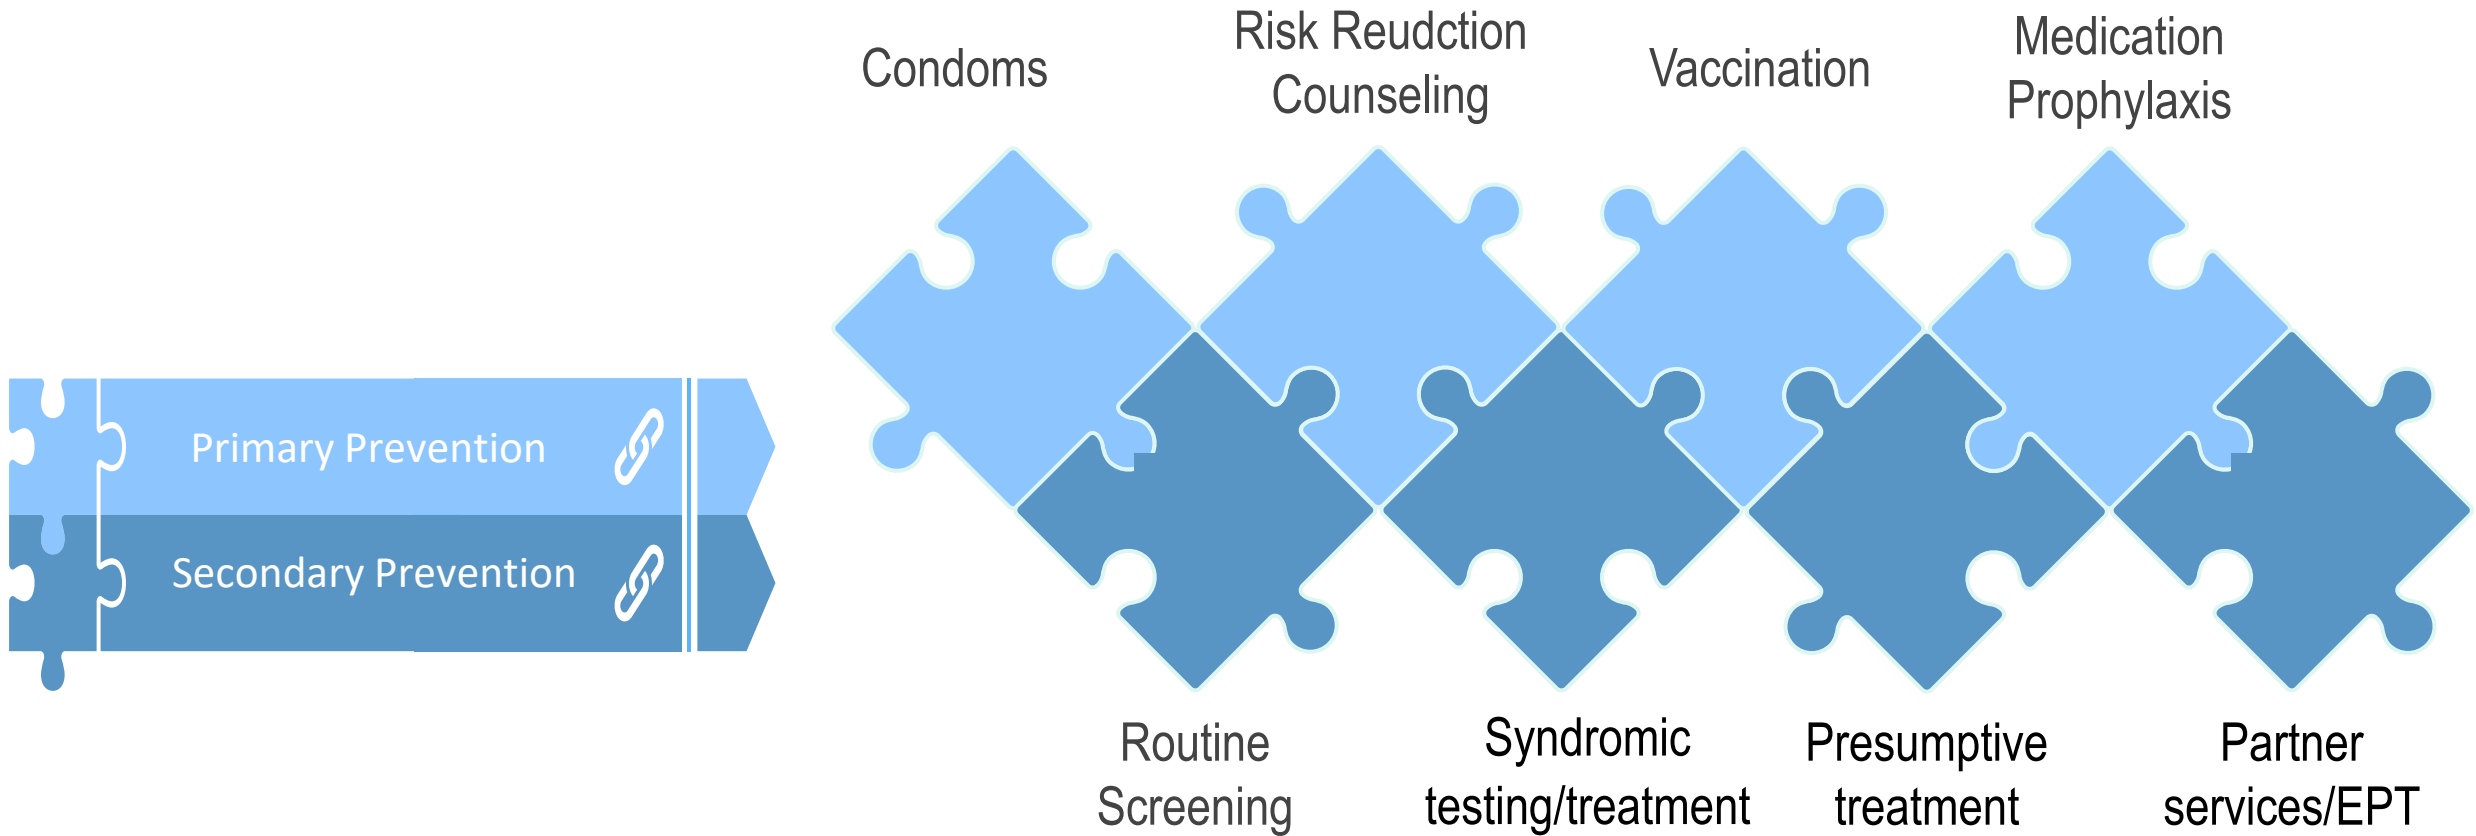 Condoms
Risk Reudction
Counseling
Vaccination
Medication
Prophylaxis
Primary Prevention
Secondary Prevention
Routine
Screening
Syndromic
testing/treatment
Presumptive
treatment
Partner
services/EPT